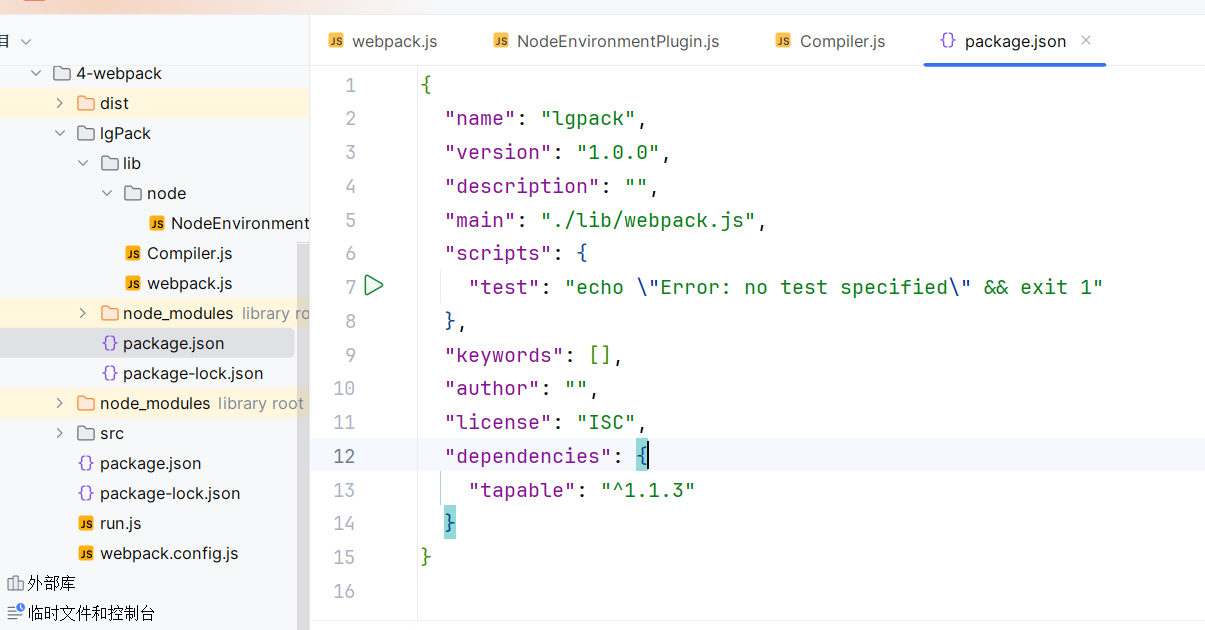 目
4-webpack
dist
lgPack
lib
node
NodeEnvironment
Compiler.js
webpack.js
node_modules library ro
package.json
package-lock.json
node_modules library root
src
package.json
package-lock.json
run.js
webpack.config.js
外部库
临时文件和控制台
webpack.js NodeEnvironmentPlugin.js Compiler.js package.json
1 {
2 "name": "lgpack",
3 "version": "1.0.0",
4 "description": "",
5 "main": "./lib/webpack.js",
6 "scripts": {
7 "test": "echo \"Error: no test specified\" && exit 1"
8 },
9 "keywords": [],
10 "author": "",
11 "license": "ISC",
12 "dependencies": {
13 "tapable": "^1.1.3"
14 }
15 }
16